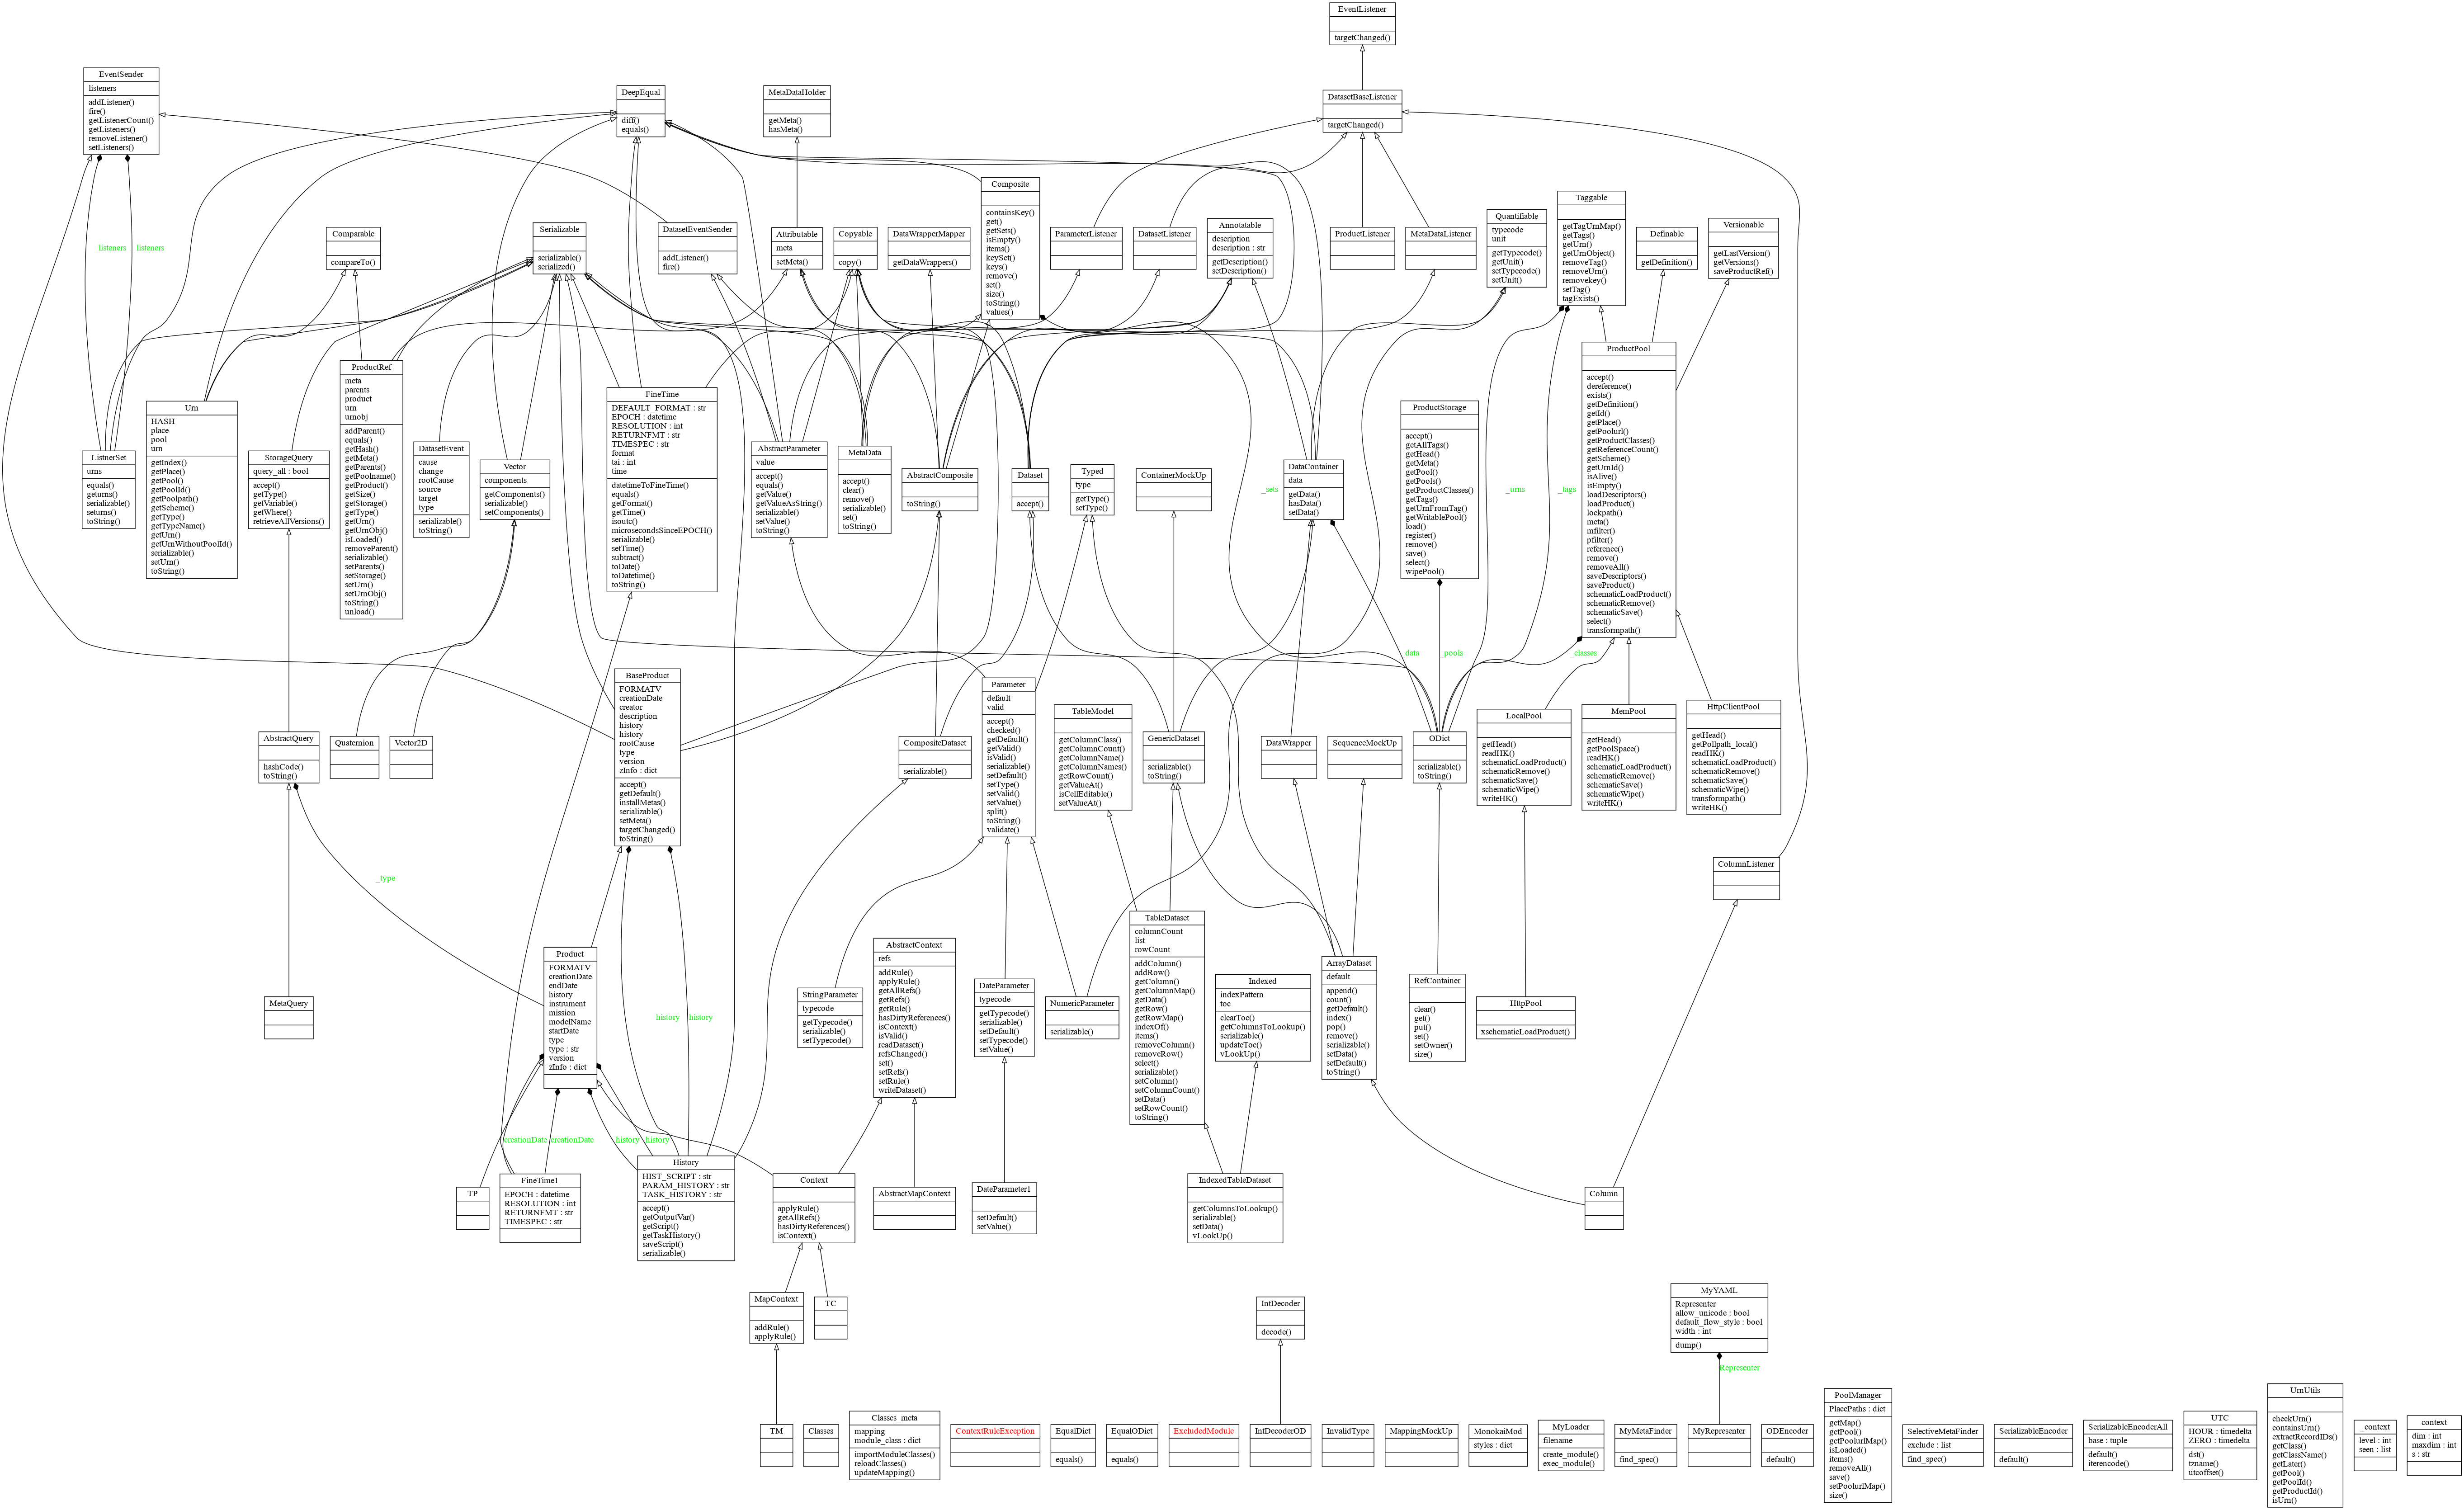 EventListener
targetChanged()
EventSender
listeners
addListener()
fire()
getListenerCount()
getListeners()
removeListener()
setListeners()
DeepEqual
diff()
equals()
MetaDataHolder
getMeta()
hasMeta()
DatasetBaseListener
targetChanged()
Composite
containsKey()
get()
getSets()
isEmpty()
items()
keySet()
keys()
remove()
set()
size()
toString()
values()
_listeners
_listeners
Comparable
compareTo()
Serializable
serializable()
serialized()
DatasetEventSender
addListener()
fire()
Attributable
meta
setMeta()
Copyable
copy()
DataWrapperMapper
getDataWrappers()
ParameterListener
DatasetListener
Annotatable
description
description : str
getDescription()
setDescription()
ProductListener
MetaDataListener
Quantifiable
typecode
unit
getTypecode()
getUnit()
setTypecode()
setUnit()
Taggable
getTagUrnMap()
getTags()
getUrn()
getUrnObject()
removeTag()
removeUrn()
removekey()
setTag()
tagExists()
Definable
getDefinition()
Versionable
getLastVersion()
getVersions()
saveProductRef()
ListnerSet
urns
equals()
geturns()
serializable()
seturns()
toString()
Urn
HASH
place
pool
urn
getIndex()
getPlace()
getPool()
getPoolId()
getPoolpath()
getScheme()
getType()
getTypeName()
getUrn()
getUrnWithoutPoolId()
serializable()
setUrn()
toString()
StorageQuery
query_all : bool
accept()
getType()
getVariable()
getWhere()
retrieveAllVersions()
ProductRef
meta
parents
product
urn
urnobj
addParent()
equals()
getHash()
getMeta()
getParents()
getPoolname()
getProduct()
getSize()
getStorage()
getType()
getUrn()
getUrnObj()
isLoaded()
removeParent()
serializable()
setParents()
setStorage()
setUrn()
setUrnObj()
toString()
unload()
DatasetEvent
cause
change
rootCause
source
target
type
serializable()
toString()
Vector
components
getComponents()
serializable()
setComponents()
FineTime
DEFAULT_FORMAT : str
EPOCH : datetime
RESOLUTION : int
RETURNFMT : str
TIMESPEC : str
format
tai : int
time
datetimeToFineTime()
equals()
getFormat()
getTime()
isoutc()
microsecondsSinceEPOCH()
serializable()
setTime()
subtract()
toDate()
toDatetime()
toString()
AbstractParameter
value
accept()
equals()
getValue()
getValueAsString()
serializable()
setValue()
toString()
MetaData
accept()
clear()
remove()
serializable()
set()
toString()
AbstractComposite
toString()
Dataset
accept()
Typed
type
getType()
setType()
ContainerMockUp
_sets
DataContainer
data
getData()
hasData()
setData()
ProductStorage
accept()
getAllTags()
getHead()
getMeta()
getPool()
getPools()
getProductClasses()
getTags()
getUrnFromTag()
getWritablePool()
load()
register()
remove()
save()
select()
wipePool()
_urns
_tags
ProductPool
accept()
dereference()
exists()
getDefinition()
getId()
getPlace()
getPoolurl()
getProductClasses()
getReferenceCount()
getScheme()
getUrnId()
isAlive()
isEmpty()
loadDescriptors()
loadProduct()
lockpath()
meta()
mfilter()
pfilter()
reference()
remove()
removeAll()
saveDescriptors()
saveProduct()
schematicLoadProduct()
schematicRemove()
schematicSave()
select()
transformpath()
data
_pools
_classes
AbstractQuery
hashCode()
toString()
Quaternion
Vector2D
BaseProduct
FORMATV
creationDate
creator
description
history
history
rootCause
type
version
zInfo : dict
accept()
getDefault()
installMetas()
serializable()
setMeta()
targetChanged()
toString()
CompositeDataset
serializable()
Parameter
default
valid
accept()
checked()
getDefault()
getValid()
isValid()
serializable()
setDefault()
setType()
setValid()
setValue()
split()
toString()
validate()
TableModel
getColumnClass()
getColumnCount()
getColumnName()
getColumnNames()
getRowCount()
getValueAt()
isCellEditable()
setValueAt()
GenericDataset
serializable()
toString()
DataWrapper
SequenceMockUp
ODict
serializable()
toString()
LocalPool
getHead()
readHK()
schematicLoadProduct()
schematicRemove()
schematicSave()
schematicWipe()
writeHK()
MemPool
getHead()
getPoolSpace()
readHK()
schematicLoadProduct()
schematicRemove()
schematicSave()
schematicWipe()
writeHK()
HttpClientPool
getHead()
getPollpath_local()
readHK()
schematicLoadProduct()
schematicRemove()
schematicSave()
schematicWipe()
transformpath()
writeHK()
ColumnListener
_type
MetaQuery
Product
FORMATV
creationDate
endDate
history
instrument
mission
modelName
startDate
type
type : str
version
zInfo : dict
history
history
StringParameter
typecode
getTypecode()
serializable()
setTypecode()
AbstractContext
refs
addRule()
applyRule()
getAllRefs()
getRefs()
getRule()
hasDirtyReferences()
isContext()
isValid()
readDataset()
refsChanged()
set()
setRefs()
setRule()
writeDataset()
DateParameter
typecode
getTypecode()
serializable()
setDefault()
setTypecode()
setValue()
NumericParameter
serializable()
TableDataset
columnCount
list
rowCount
addColumn()
addRow()
getColumn()
getColumnMap()
getData()
getRow()
getRowMap()
indexOf()
items()
removeColumn()
removeRow()
select()
serializable()
setColumn()
setColumnCount()
setData()
setRowCount()
toString()
Indexed
indexPattern
toc
clearToc()
getColumnsToLookup()
serializable()
updateToc()
vLookUp()
ArrayDataset
default
append()
count()
getDefault()
index()
pop()
remove()
serializable()
setData()
setDefault()
toString()
RefContainer
clear()
get()
put()
set()
setOwner()
size()
HttpPool
xschematicLoadProduct()
creationDate
creationDate
history
history
TP
FineTime1
EPOCH : datetime
RESOLUTION : int
RETURNFMT : str
TIMESPEC : str
History
HIST_SCRIPT : str
PARAM_HISTORY : str
TASK_HISTORY : str
accept()
getOutputVar()
getScript()
getTaskHistory()
saveScript()
serializable()
Context
applyRule()
getAllRefs()
hasDirtyReferences()
isContext()
AbstractMapContext
DateParameter1
setDefault()
setValue()
IndexedTableDataset
getColumnsToLookup()
serializable()
setData()
vLookUp()
Column
MapContext
addRule()
applyRule()
TC
IntDecoder
decode()
MyYAML
Representer
allow_unicode : bool
default_flow_style : bool
width : int
dump()
Representer
TM
Classes
Classes_meta
mapping
module_class : dict
importModuleClasses()
reloadClasses()
updateMapping()
ContextRuleException
EqualDict
equals()
EqualODict
equals()
ExcludedModule
IntDecoderOD
InvalidType
MappingMockUp
MonokaiMod
styles : dict
MyLoader
filename
create_module()
exec_module()
MyMetaFinder
find_spec()
MyRepresenter
ODEncoder
default()
PoolManager
PlacePaths : dict
getMap()
getPool()
getPoolurlMap()
isLoaded()
items()
removeAll()
save()
setPoolurlMap()
size()
SelectiveMetaFinder
exclude : list
find_spec()
SerializableEncoder
default()
SerializableEncoderAll
base : tuple
default()
iterencode()
UTC
HOUR : timedelta
ZERO : timedelta
dst()
tzname()
utcoffset()
UrnUtils
checkUrn()
containsUrn()
extractRecordIDs()
getClass()
getClassName()
getLater()
getPool()
getPoolId()
getProductId()
isUrn()
_context
level : int
seen : list
context
dim : int
maxdim : int
s : str